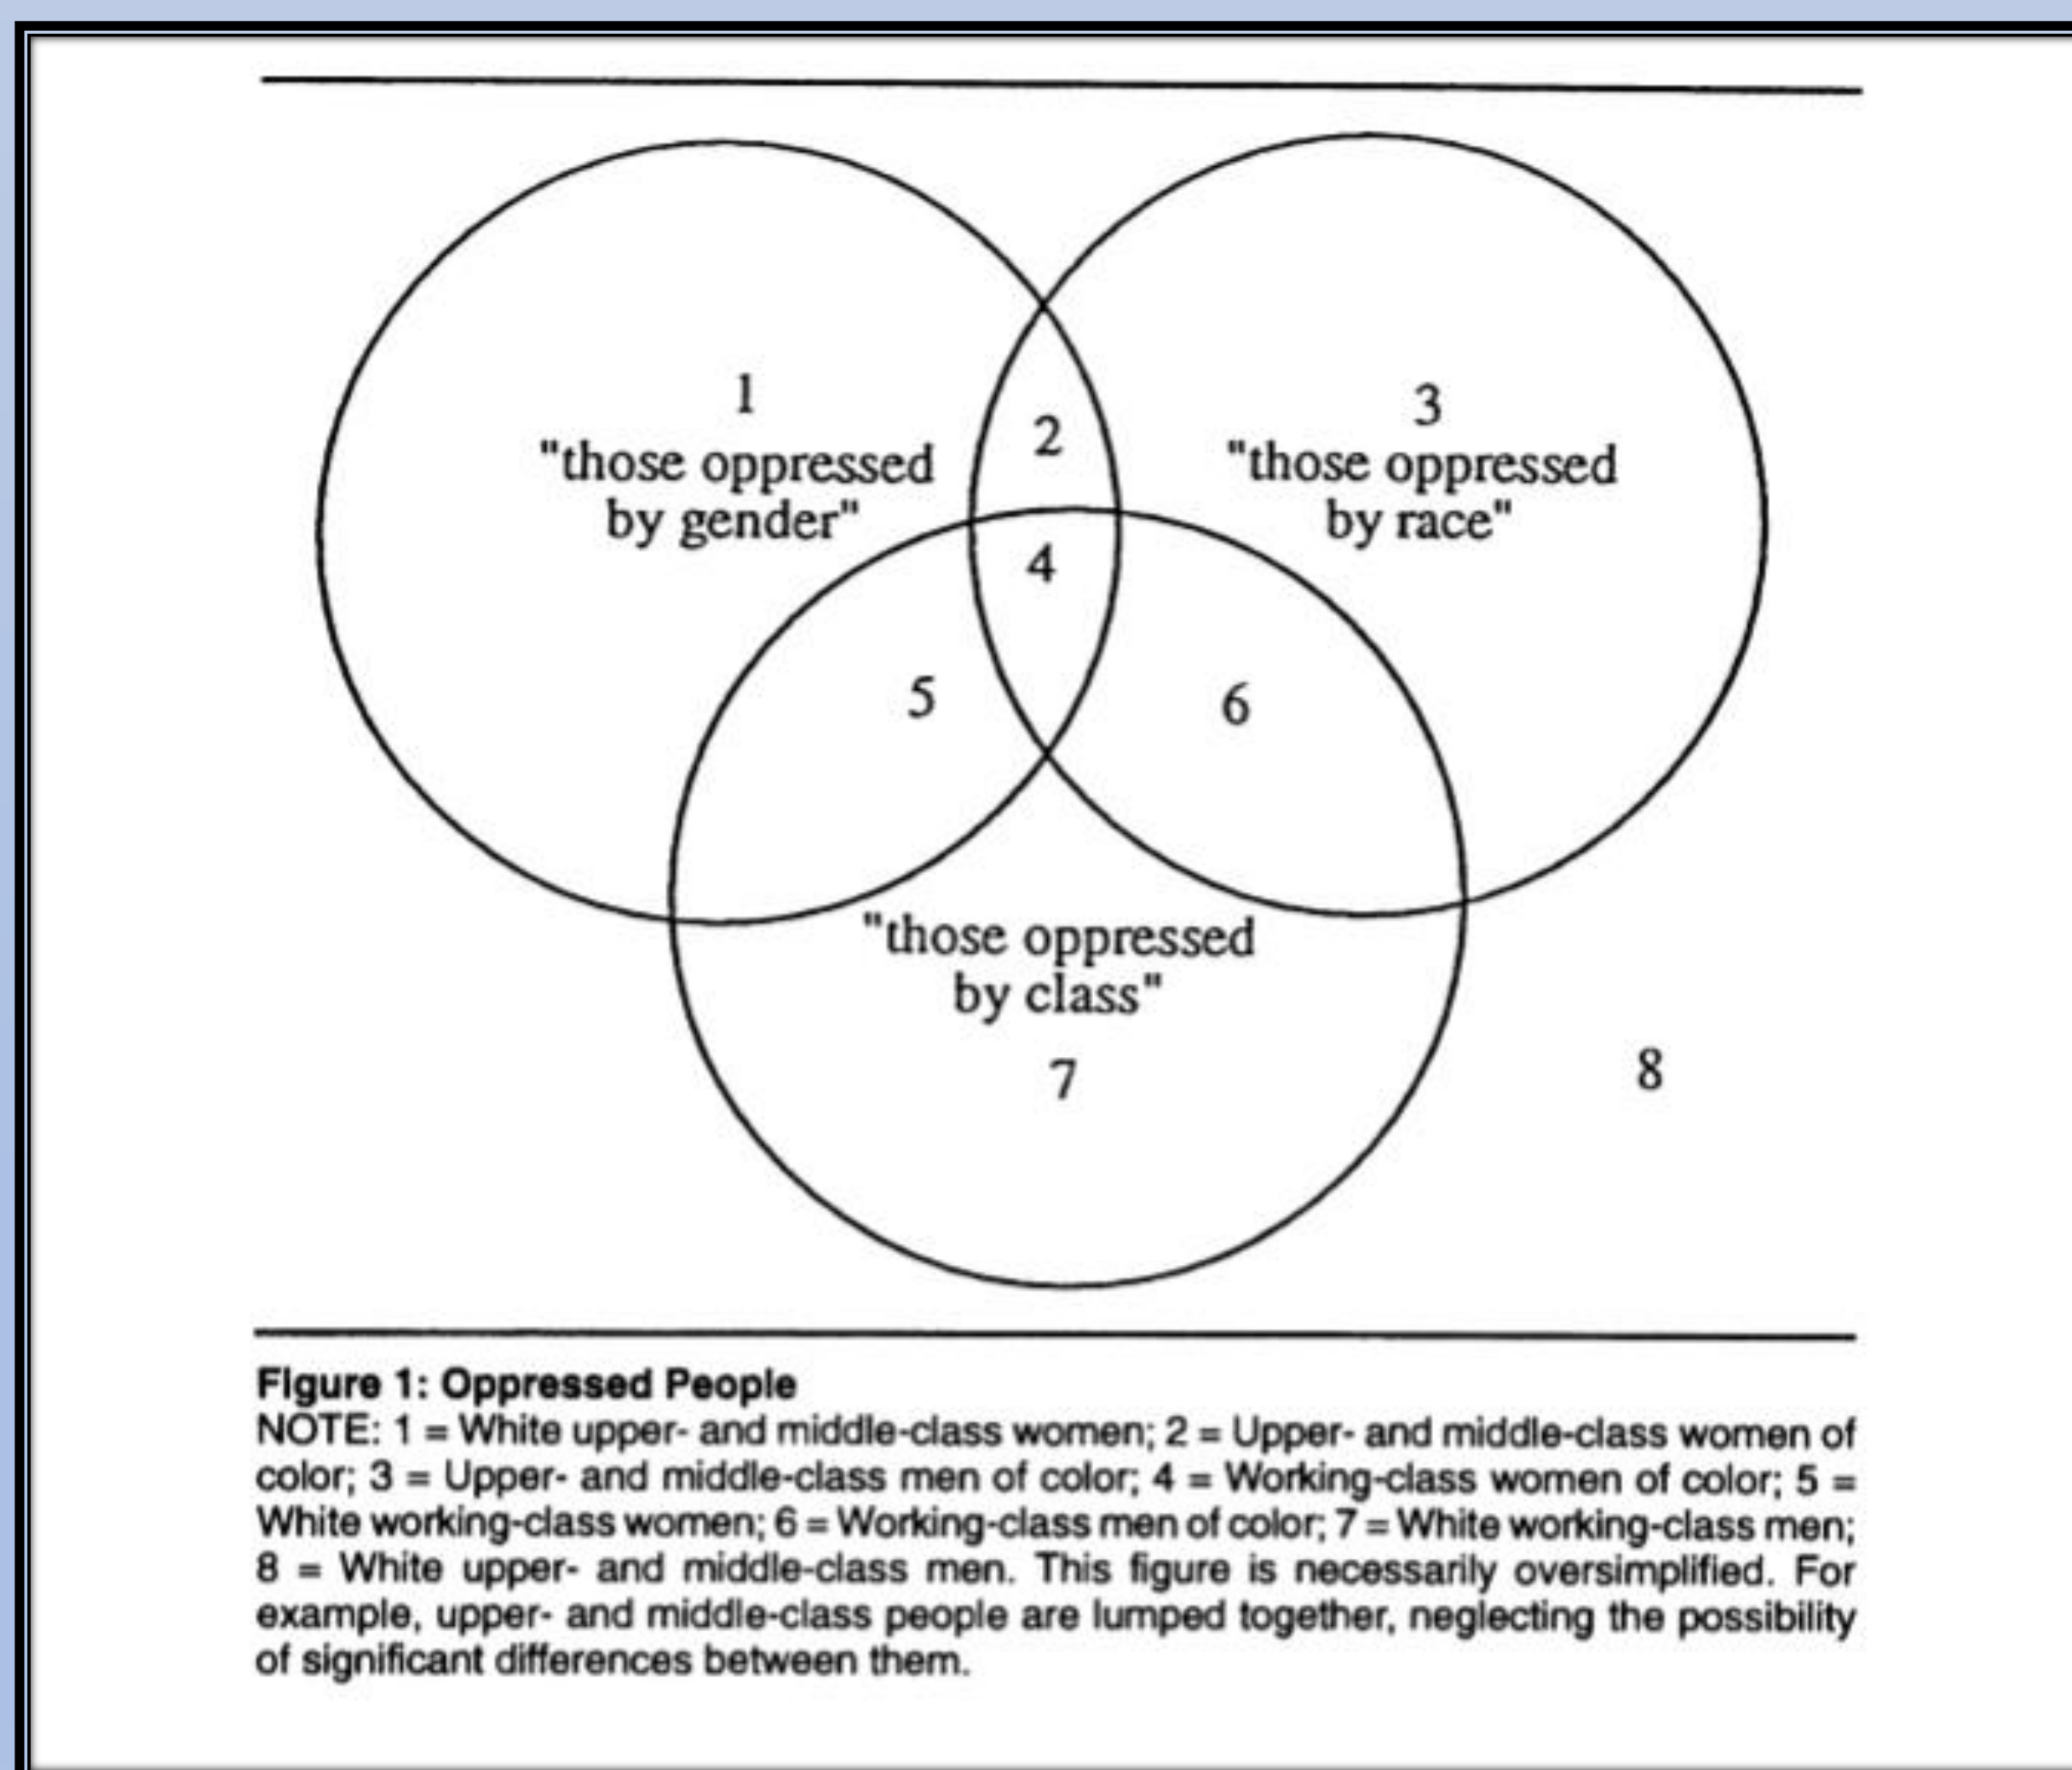 1
"those oppressed
by gender"
2
3
"those oppressed
by race"
4
5
6
"those oppressed
by class"
7
8
Figure 1: Oppressed People
NOTE: 1 = White upper- and middle-class women; 2 = Upper- and middle-class women of
color; 3 = Upper- and middle-class men of color; 4 = Working-class women of color; 5 =
White working-class women; 6 = Working-class men of color; 7 = White working-class men;
8 = White upper- and middle-class men. This figure is necessarily oversimplified. For
example, upper- and middle-class people are lumped together, neglecting the possibility
of significant differences between them.